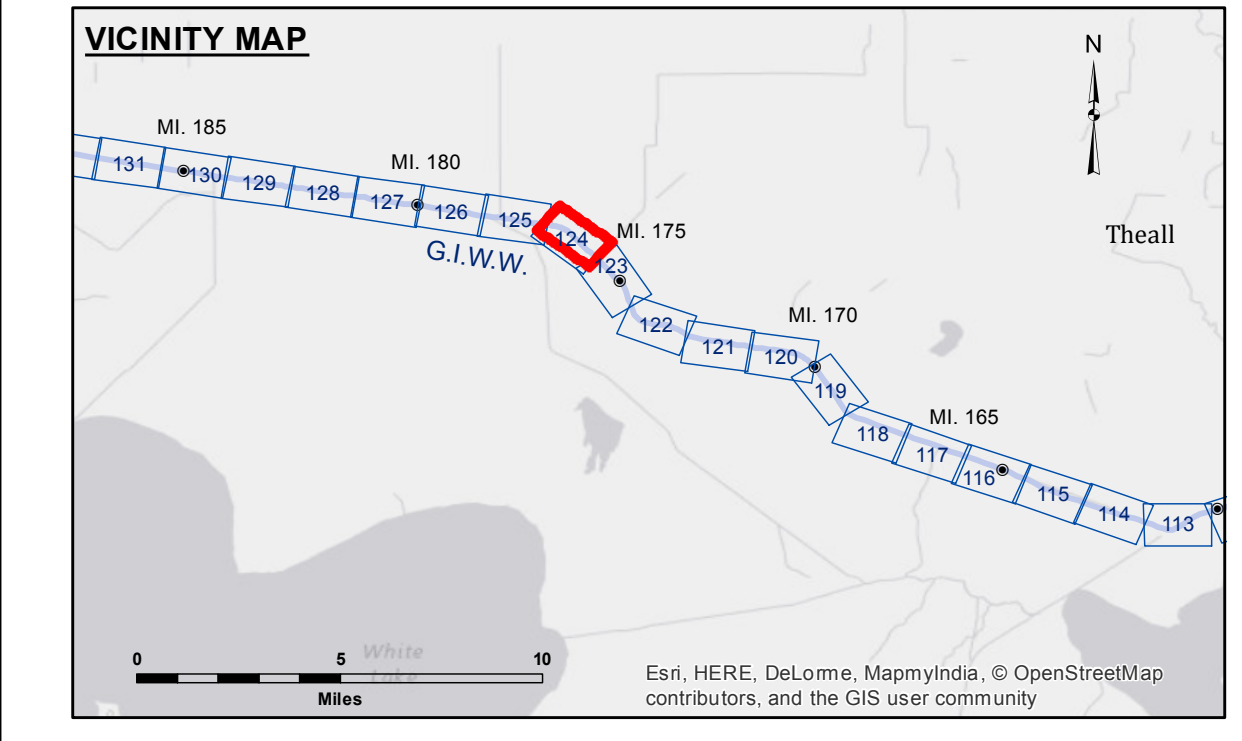 VICINITY MAP
N
MI. 185
MI. 180
MI. 175
Theall
131
130
129
128
127
126
125
124
123
G.I.W.W.
122
121
120
MI. 170
119
MI. 165
118
117
116
115
114
113
White
Lake
0 5 10
Miles
Esri, HERE, DeLorme, MapmyIndia, © OpenStreetMap
contributors, and the GIS user community